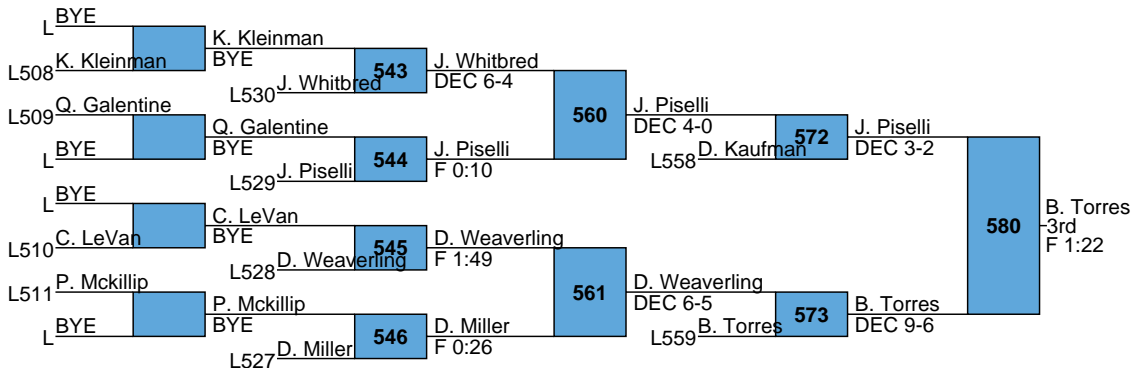 L BYE
L508 K. Kleinman
K. Kleinman
BYE
L530 J. Whitbred
543
J. Whitbred
DEC 6-4
L509 Q. Galentine
L BYE
Q. Galentine
BYE
L529 J. Piselli
544
J. Piselli
F 0:10
560
J. Piselli
DEC 4-0
L558 D. Kaufman
572
J. Piselli
DEC 3-2
L BYE
L510 C. LeVan
C. LeVan
BYE
L528 D. Weaverling
545
D. Weaverling
F 1:49
L511 P. Mckillip
L BYE
P. Mckillip
BYE
L527 D. Miller
546
D. Miller
F 0:26
561
D. Weaverling
DEC 6-5
L559 B. Torres
573
B. Torres
DEC 9-6
580
B. Torres
3rd
F 1:22